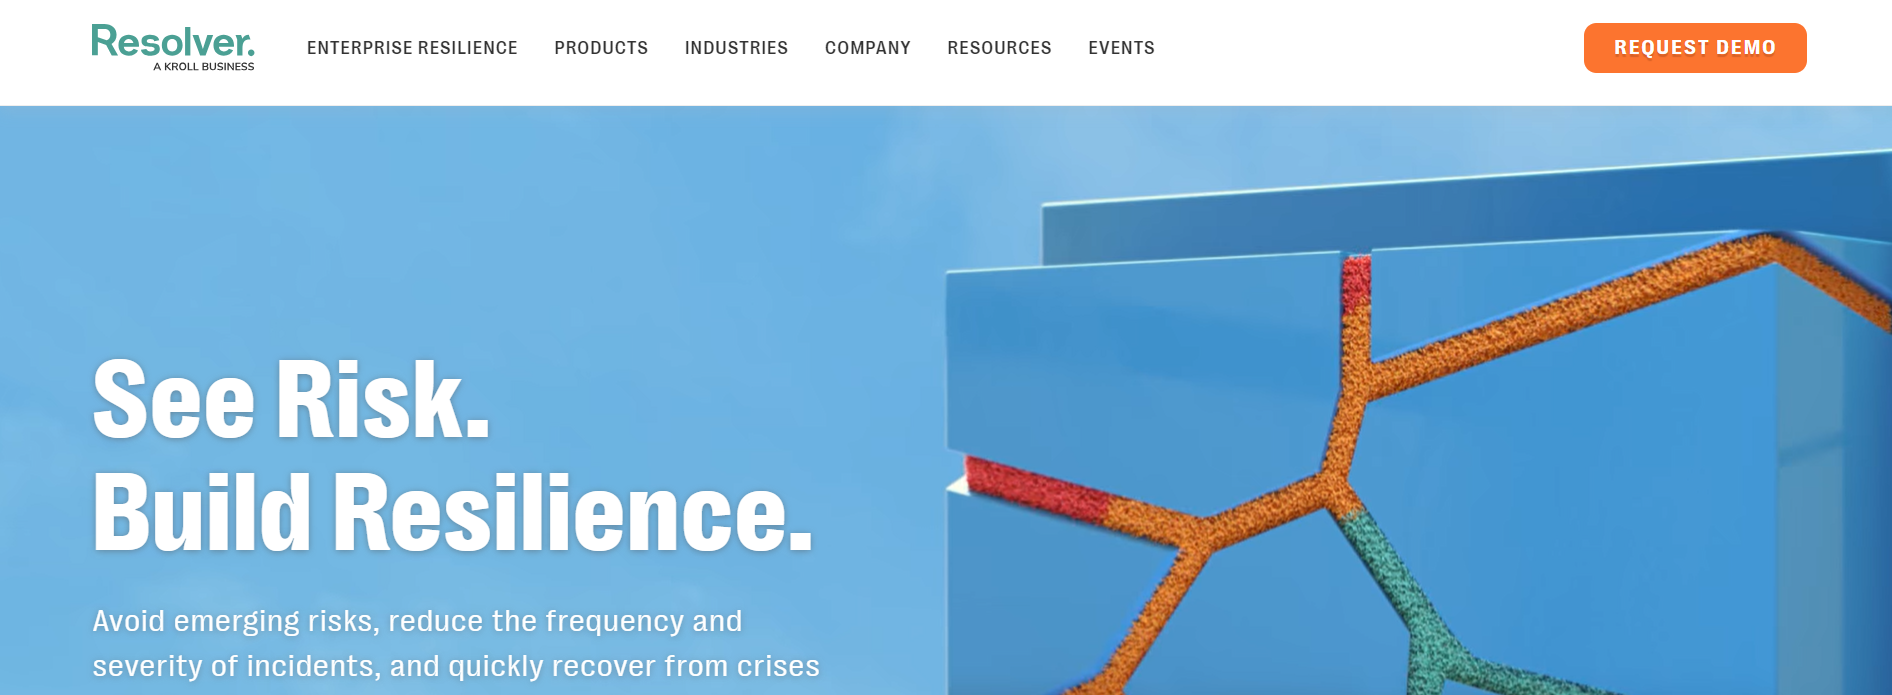 Resolver.
A KROLL BUSINESS
ENTERPRISE RESILIENCE
PRODUCTS
INDUSTRIES
COMPANY
RESOURCES
EVENTS
REQUEST DEMO
See Risk.
Build Resilience.
Avoid emerging risks, reduce the frequency and
severity of incidents, and quickly recover from crises